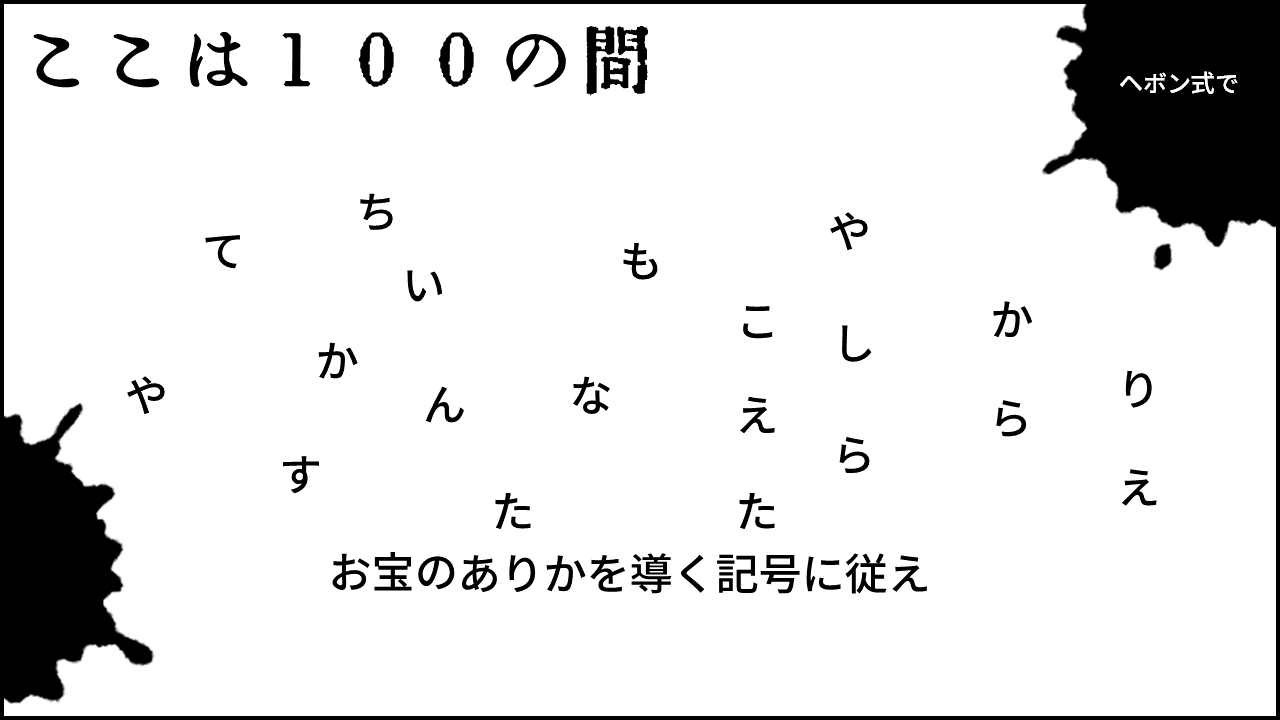 ここは１００の間
ヘボン式で
ち
や
て
も
い
こ
か
し
か
り
や
な
ん
え
ら
ら
す
え
た
た
お宝のありかを導く記号に従え